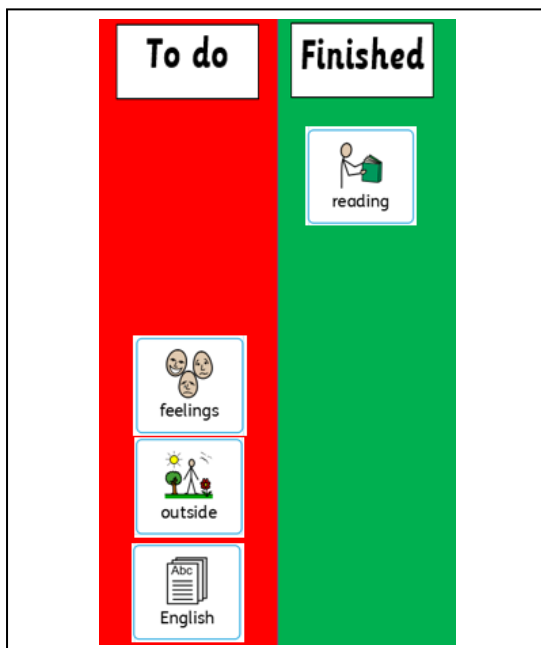 To do
Finished
reading
feelings
outside
Abc
English